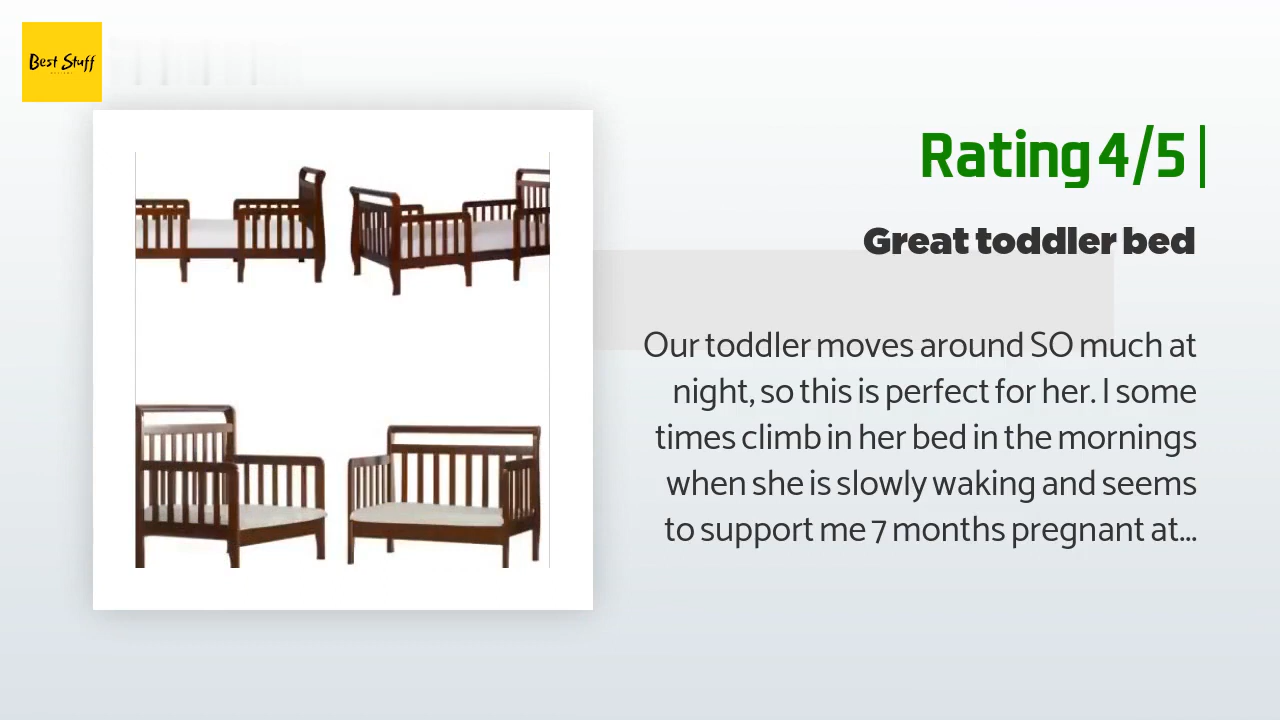 Best Stuff
Rating 4/5 |
Great toddler bed
Our toddler moves around SO much at
night, so this is perfect for her. I some
times climb in her bed in the mornings
when she is slowly waking and seems
to support me 7 months pregnant at...